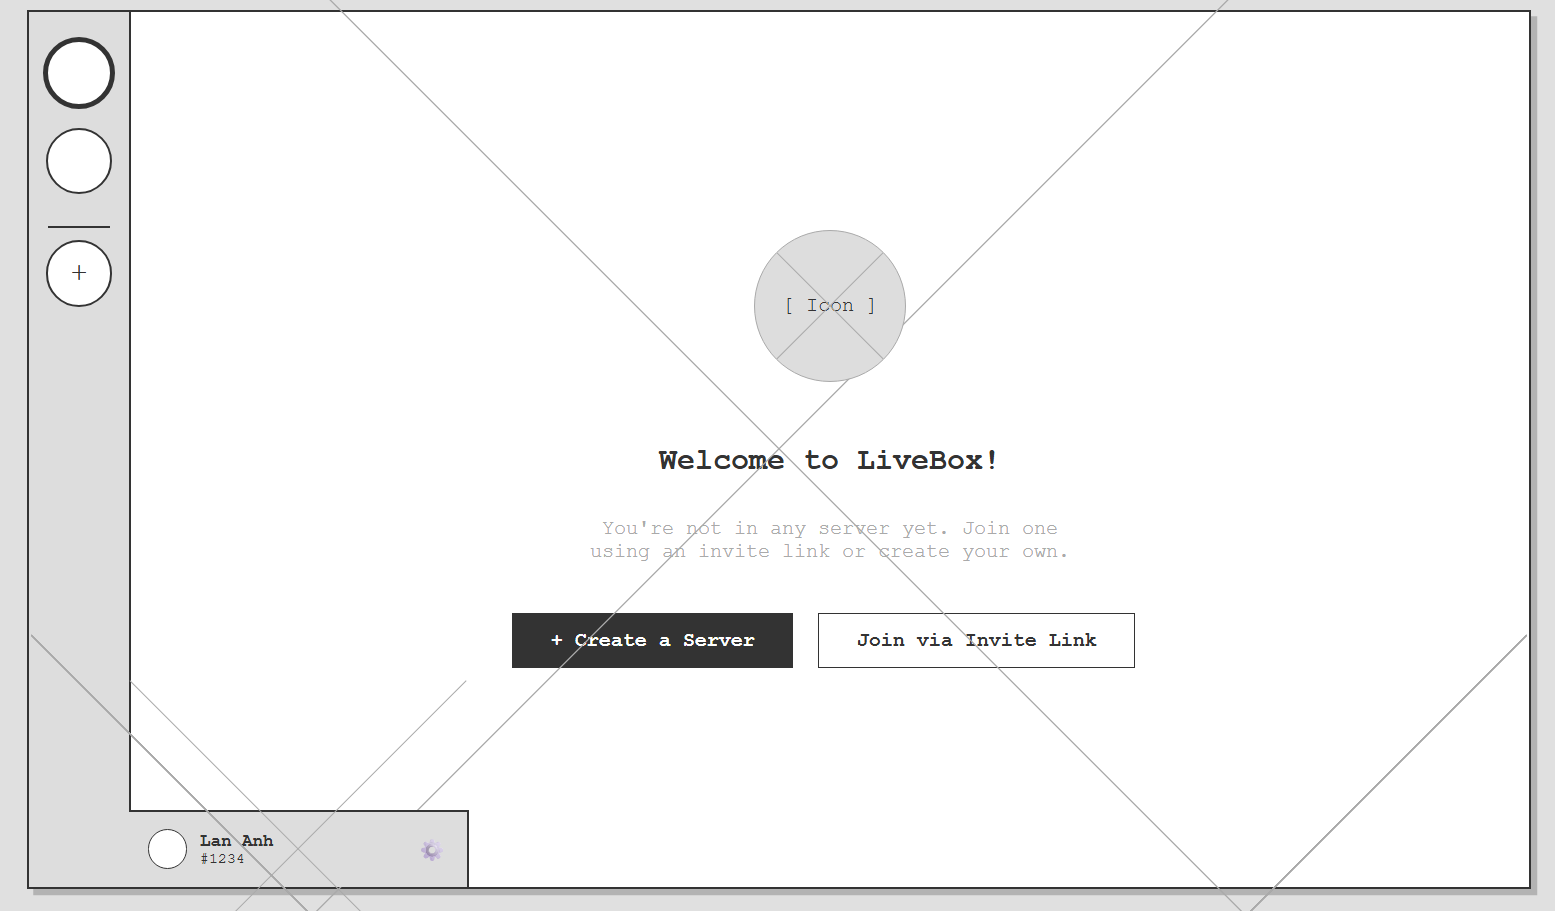 +
[ Icon ]
Welcome to LiveBox!
You're not in any server yet. Join one
using an invite link or create your own.
+ Create a Server
Join via Invite Link
Lan Anh
#1234